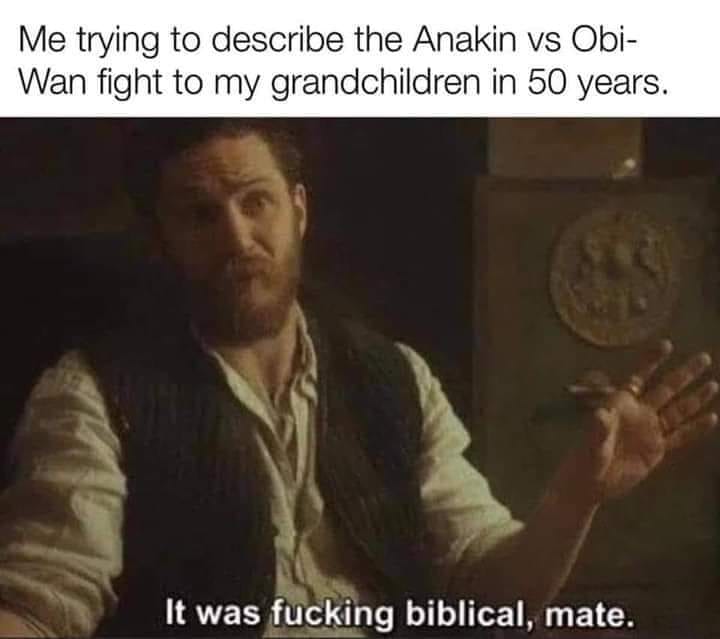 Me trying to describe the Anakin vs Obi-
Wan fight to my grandchildren in 50 years.
It was fucking biblical, mate.